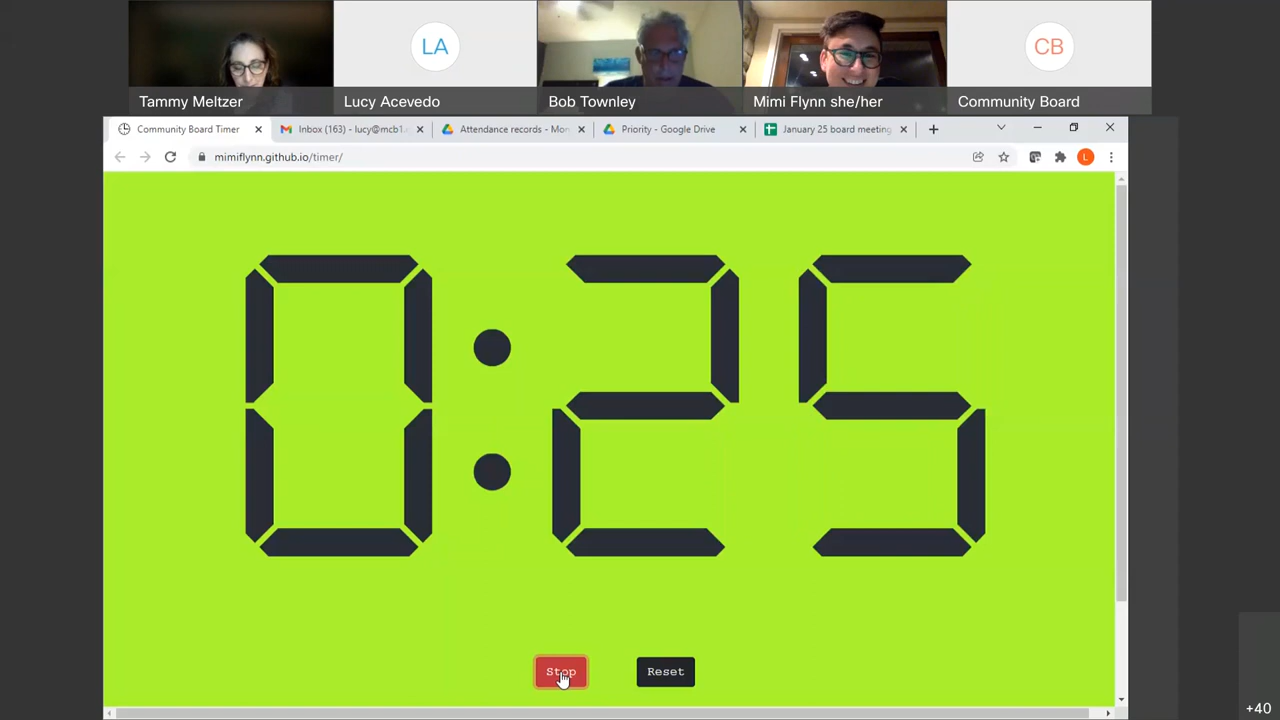 LA
CB
Tammy Meltzer
Lucy Acevedo
Bob Townley
Mimi Flynn she/her
Community Board
Community Board Timer
Inbox (163) - lucy@mcb1.
Attendance records - Mon
Priority - Google Drive
January 25 board meeting
mimiflynn.github.io/timer/
L
0:25
Stop
Reset
+40